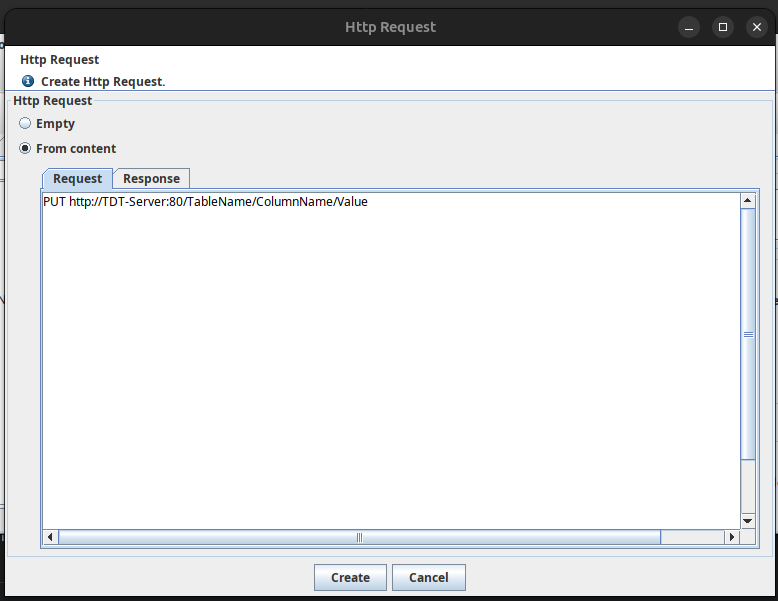 Http Request
Http Request
Create Http Request.
Http Request
Empty
From content
Request Response
PUT http://TDT-Server:80/TableName/ColumnName/Value
Create Cancel